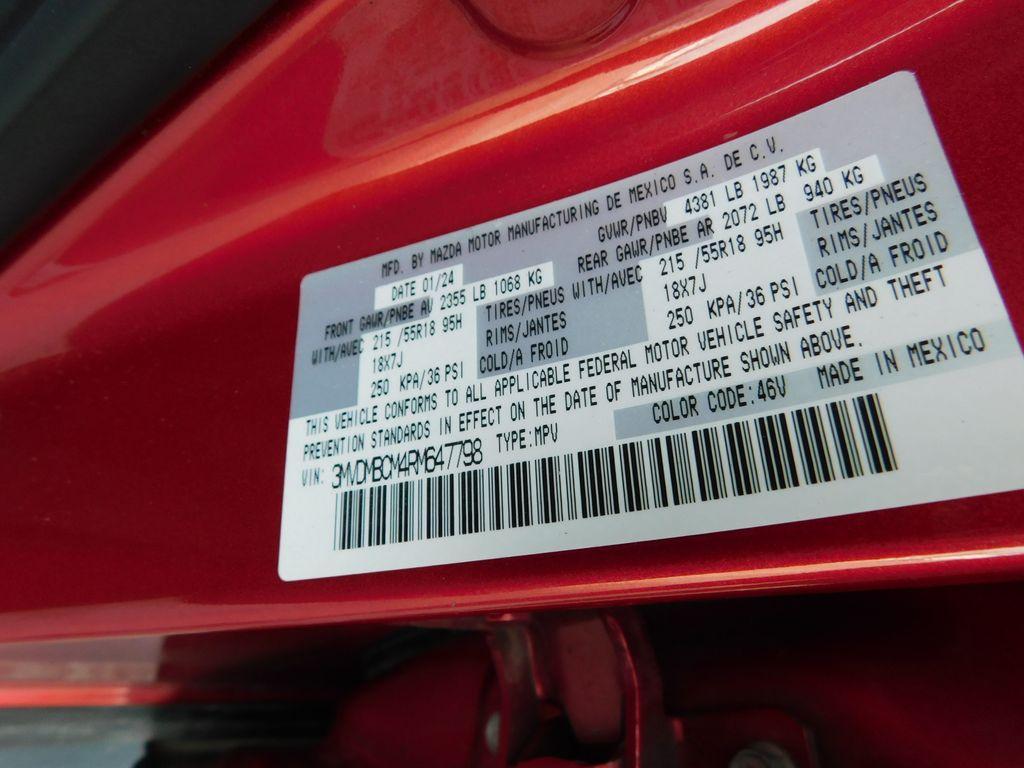 MFD. BY MAZDA MOTOR MANUFACTURING DE MEXICO S.A. DE C.V.
DATE 01/24 GVWR/PNBV 4381 LB 1987 KG
FRONT GAWR/PNBE AV 2355 LB 1068 KG REAR GAWR/PNBE AR 2072 LB 940 KG
WITH/AVEC 215 /55R18 95H TIRES/PNEUS WITH/AVEC 215 /55R18 95H TIRES/PNEUS
18X7J RIMS/JANTES 18X7J RIMS/JANTES
250 KPA/36 PSI COLD/A FROID 250 KPA/36 PSI COLD/A FROID
THIS VEHICLE CONFORMS TO ALL APPLICABLE FEDERAL MOTOR VEHICLE SAFETY AND THEFT
PREVENTION STANDARDS IN EFFECT ON THE DATE OF MANUFACTURE SHOWN ABOVE.
VIN: 3MVDMBCM4RM647798 TYPE:MPV COLOR CODE:46V MADE IN MEXICO